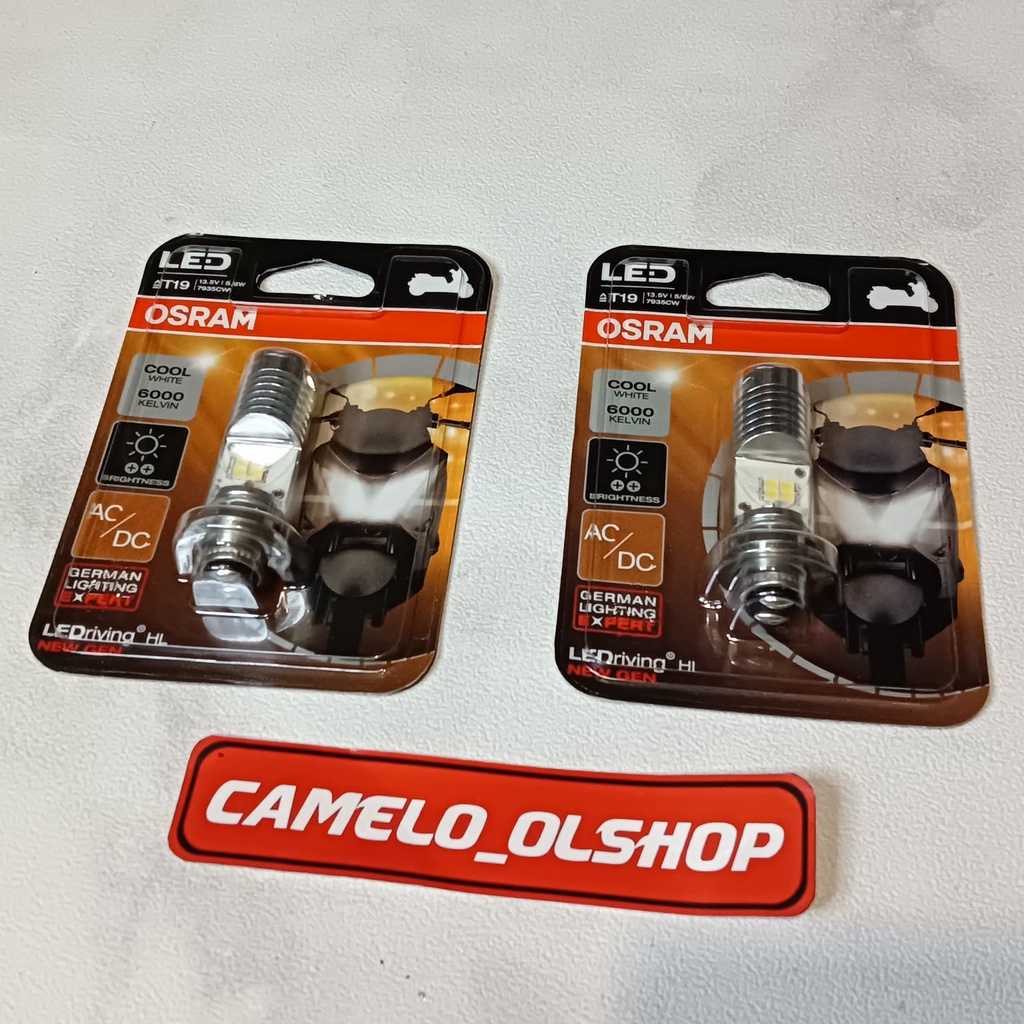 LED
≙T19 | 13.5V | 5/6W
7935CW
OSRAM
COOL
WHITE
6000
KELVIN
BRIGHTNESS
AC/DC
GERMAN
LIGHTING
EXPERT
LEDriving® HL
NEW GEN
LED
≙T19 | 13.5V | 5/6W
7935CW
OSRAM
COOL
WHITE
6000
KELVIN
BRIGHTNESS
AC/DC
GERMAN
LIGHTING
EXPERT
LEDriving® HL
NEW GEN
CAMELO_OLSHOP